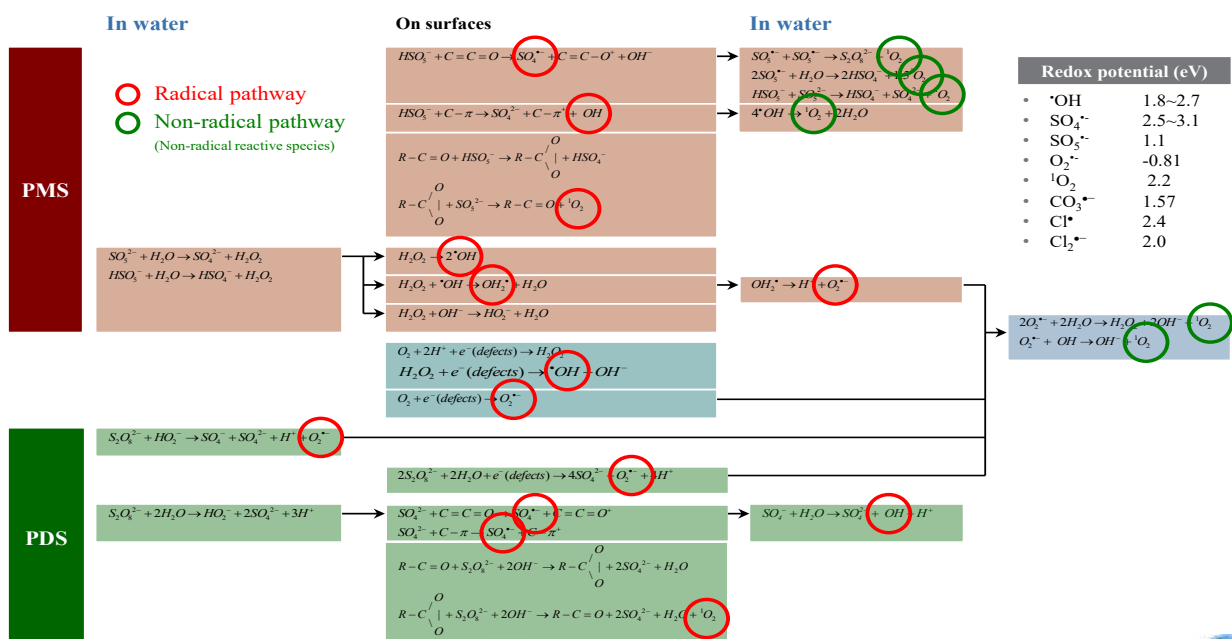 In water
On surfaces
In water
Radical pathway
Non-radical pathway
(Non-radical reactive species)
PMS
HSO₅⁻ + C = C = O → SO₄•⁻ + C = C − O⁺ + OH⁻
HSO₅⁻ + C − π → SO₄²⁻ + C − π⁺ + OH
R − C = O + HSO₅⁻ → R − C
O
|
O
+ HSO₄⁻
R − C
O
|
O
+ SO₅²⁻ → R − C = O + ¹O₂
SO₅•⁻ + SO₅•⁻ → S₂O₈²⁻ + ¹O₂
2SO₅•⁻ + H₂O → 2HSO₄⁻ + 1.5¹O₂
HSO₅⁻ + SO₅²⁻ → HSO₄⁻ + SO₄²⁻ + ¹O₂
4•OH → ¹O₂ + 2H₂O
SO₅²⁻ + H₂O → SO₄²⁻ + H₂O₂
HSO₅⁻ + H₂O → HSO₄⁻ + H₂O₂
H₂O₂ → 2•OH
H₂O₂ + •OH → OH₂• + H₂O
H₂O₂ + OH⁻ → HO₂⁻ + H₂O
OH₂• → H⁺ + O₂•⁻
O₂ + 2H⁺ + e⁻(defects) → H₂O₂
H₂O₂ + e⁻(defects) → •OH + OH⁻
O₂ + e⁻(defects) → O₂•⁻
2O₂•⁻ + 2H₂O → H₂O₂ + 2OH⁻ + ¹O₂
O₂•⁻ + OH → OH⁻ + ¹O₂
PDS
S₂O₈²⁻ + HO₂⁻ → SO₄⁻ + SO₄²⁻ + H⁺ + O₂•⁻
2S₂O₈²⁻ + 2H₂O + e⁻(defects) → 4SO₄²⁻ + O₂•⁻ + 4H⁺
S₂O₈²⁻ + 2H₂O → HO₂⁻ + 2SO₄²⁻ + 3H⁺
SO₄²⁻ + C = C = O → SO₄•⁻ + C = C = O⁺
SO₄²⁻ + C − π → SO₄•⁻ + C − π⁺
SO₄⁻ + H₂O → SO₄²⁻ + OH + H⁺
R − C = O + S₂O₈²⁻ + 2OH⁻ → R − C
O
|
O
+ 2SO₄²⁻ + H₂O
R − C
O
|
O
+ S₂O₈²⁻ + 2OH⁻ → R − C = O + 2SO₄²⁻ + H₂O + ¹O₂
Redox potential (eV)
• •OH 1.8~2.7
• SO₄•⁻ 2.5~3.1
• SO₅•⁻ 1.1
• O₂•⁻ -0.81
• ¹O₂ 2.2
• CO₃•⁻ 1.57
• Cl• 2.4
• Cl₂•⁻ 2.0